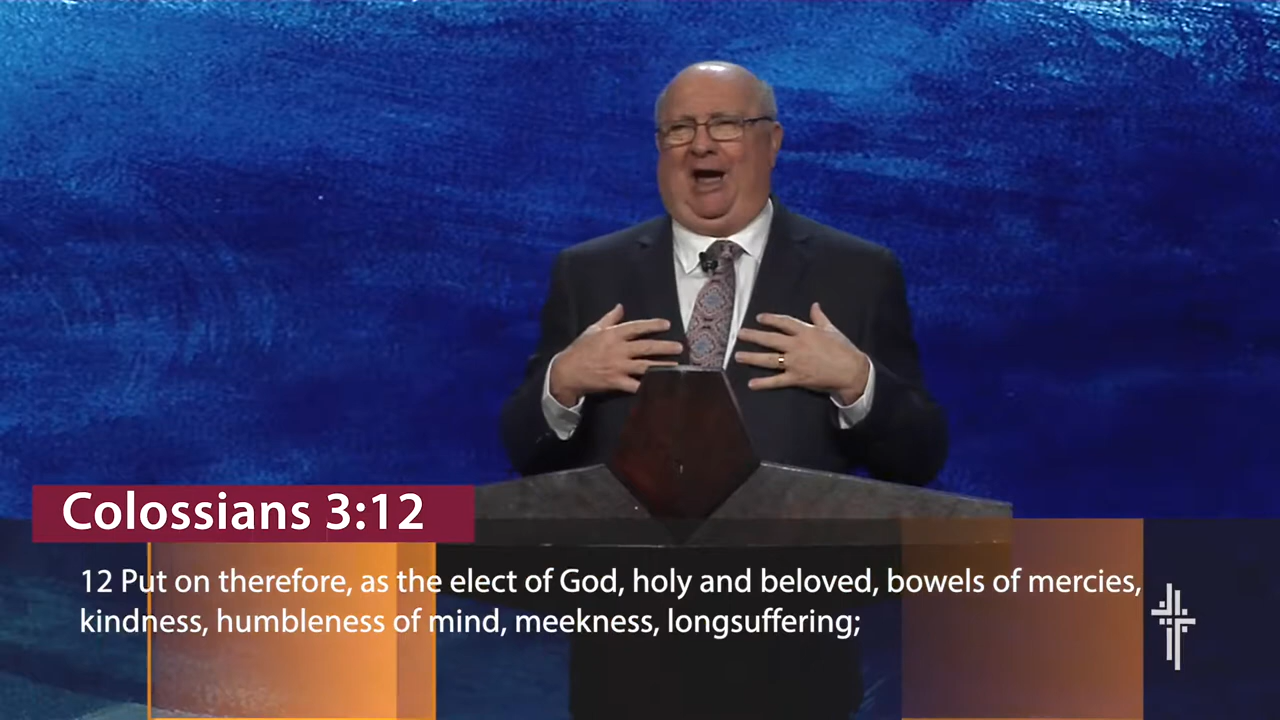 Colossians 3:12
12 Put on therefore, as the elect of God, holy and beloved, bowels of mercies,
kindness, humbleness of mind, meekness, longsuffering;